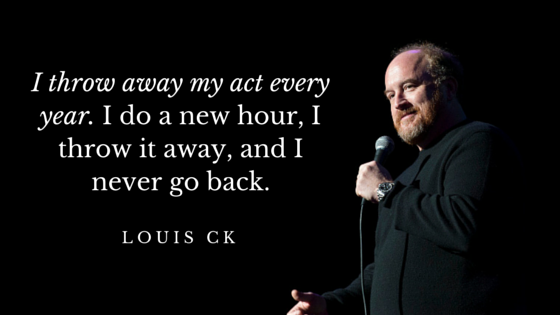 I throw away my act every
year. I do a new hour, I
throw it away, and I
never go back.
LOUIS CK